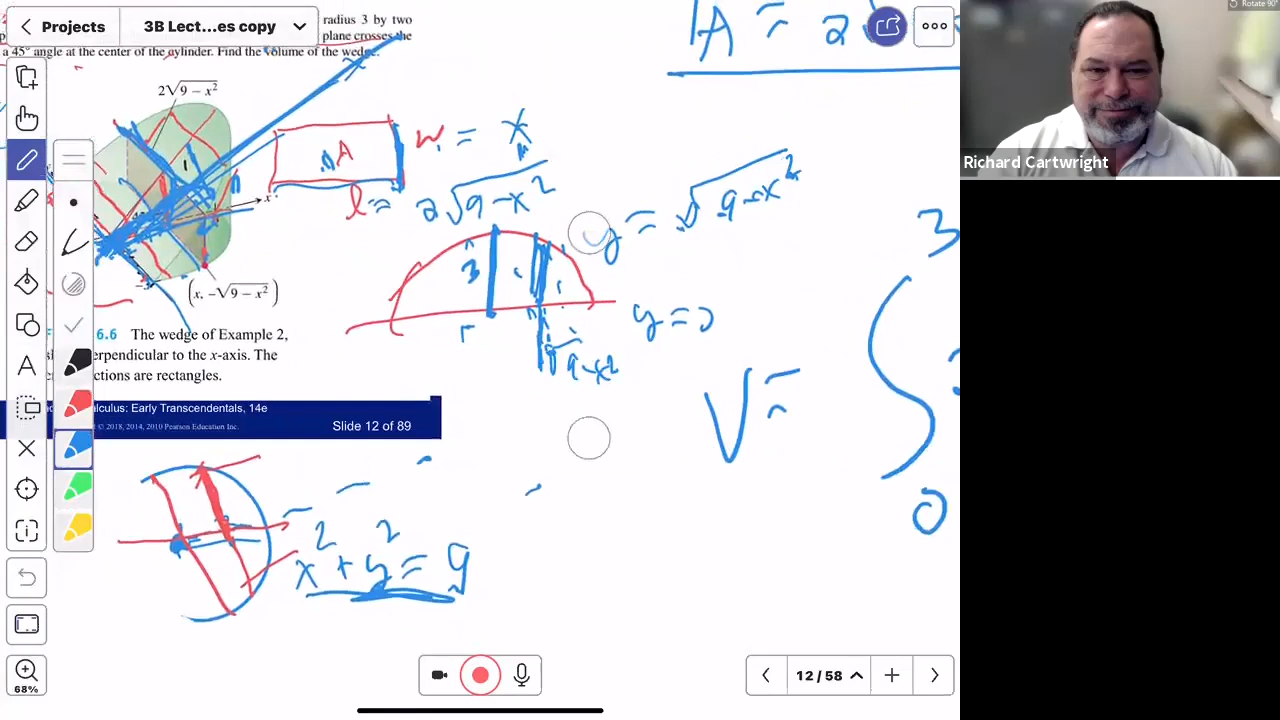 Projects
3B Lect...es copy
Rotate 90°
radius 3 by two
plane crosses the
a 45° angle at the center of the cylinder. Find the volume of the wedge.
A = 2
2√9 − x²
x
A
w = x
l = 2√9-x²
x
(x, −√9 − x²)
y = √9-x²
3
y = 0
√9-x²
Richard Cartwright
3
V =
0
6.6 The wedge of Example 2,
erpendicular to the x-axis. The
ctions are rectangles.
alculus: Early Transcendentals, 14e
© 2018, 2014, 2010 Pearson Education Inc.
Slide 12 of 89
x² + y² = 9
A
68%
12 / 58